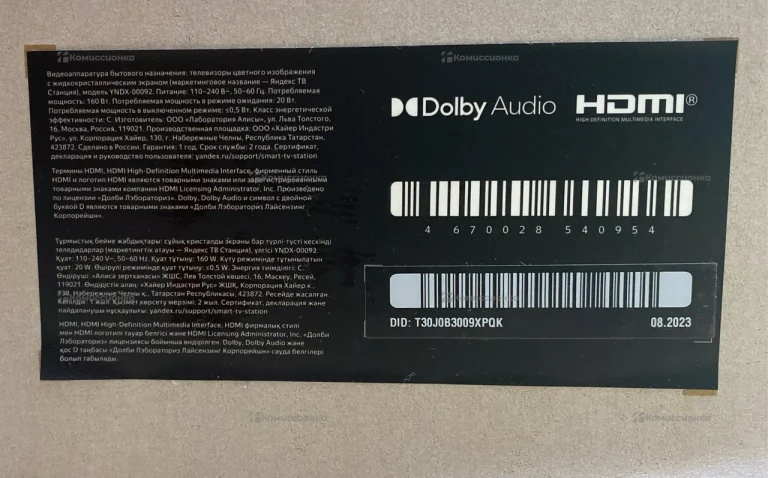 Комиссионка
Комиссионка
Видеоаппаратура бытового назначения: телевизоры цветного изображения
с жидкокристаллическим экраном (маркетинговое название — Яндекс ТВ
Станция), модель YNDX-00092. Питание: 110-240 В~, 50-60 Гц. Потребляемая
мощность: 160 Вт. Потребляемая мощность в режиме ожидания: 20 Вт.
Потребляемая мощность в выключенном режиме: ≤0,5 Вт. Класс энергетической
эффективности: C. Изготовитель: ООО «Лаборатория Алисы», ул. Льва Толстого,
16, Москва, Россия, 119021. Производственная площадка: ООО «Хайер Индастри
Рус», ул. Корпорация Хайер, 130, г. Набережные Челны, Республика Татарстан,
423872. Сделано в России. Гарантия: 1 год. Срок службы: 2 года. Сертификат,
декларация и руководство пользователя: yandex.ru/support/smart-tv-station
Термины HDMI, HDMI High-Definition Multimedia Interface, фирменный стиль
HDMI и логотип HDMI являются товарными знаками или зарегистрированными
товарными знаками компании HDMI Licensing Administrator, Inc. Произведено
по лицензии «Долби Лэбораториз». Dolby, Dolby Audio и символ с двойной
буквой D являются товарными знаками «Долби Лэбораториз Лайсензинг
Корпорейшн».
Тұрмыстық бейне жабдықтары: сұйық кристалды экраны бар түрлі-түсті кескінді
теледидарлар (маркетингтік атауы — Яндекс ТВ Станция), үлгісі YNDX-00092.
Қуат: 110-240 V~, 50-60 Hz. Қуат тұтыну: 160 W. Күту режимінде тұтынылатын
қуат: 20 W. Өшірулі режимінде қуат тұтыну: ≤0,5 W. Энергия тиімділігі: C.
Өндіруші: «Алиса зертханасы» ЖШС, Лев Толстой көшесі, 16, Мәскеу, Ресей,
119021. Өндірістік алаң: «Хайер Индастри Рус» ЖШҚ, Корпорация Хайер к.,
130, Набережные Челны қ., Татарстан Республикасы, 423872. Ресейде жасалған.
Кепілдік: 1 жыл. Қызмет көрсету мерзімі: 2 жыл. Сертификат, декларация және
пайдаланушы нұсқаулығы: yandex.ru/support/smart-tv-station
HDMI, HDMI High-Definition Multimedia Interface, HDMI фирмалық стилі
мен HDMI логотипі тауар белгісі және HDMI Licensing Administrator, Inc. «Долби
Лэбораториз» лицензиясы бойынша өндірілген. Dolby, Dolby Audio және
қос D таңбасы «Долби Лэбораториз Лайсензинг Корпорейшн» сауда белгілері
болып табылады.
Dolby Audio
HDMI®
HIGH-DEFINITION MULTIMEDIA INTERFACE
Комиссионка
Комиссионка
4 670028 540954
DID: T30J0B3009XPQK 08.2023
Комиссионка
Комиссионка